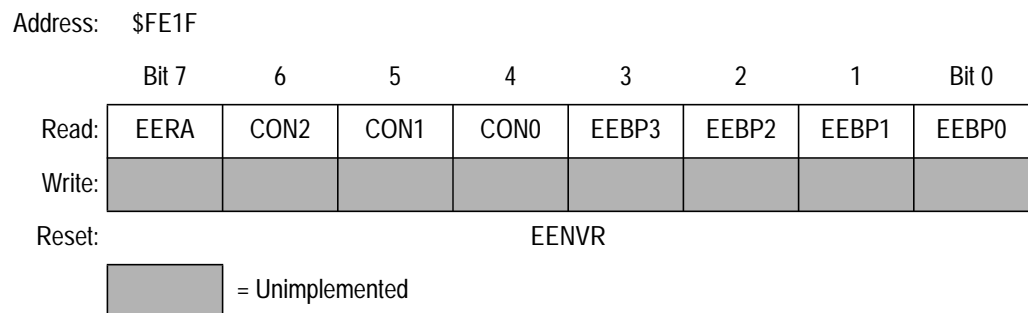 Address: $FE1F
Bit 7 6 5 4 3 2 1 Bit 0
Read: EERA CON2 CON1 CON0 EEBP3 EEBP2 EEBP1 EEBP0
Write:
Reset: EENVR
= Unimplemented